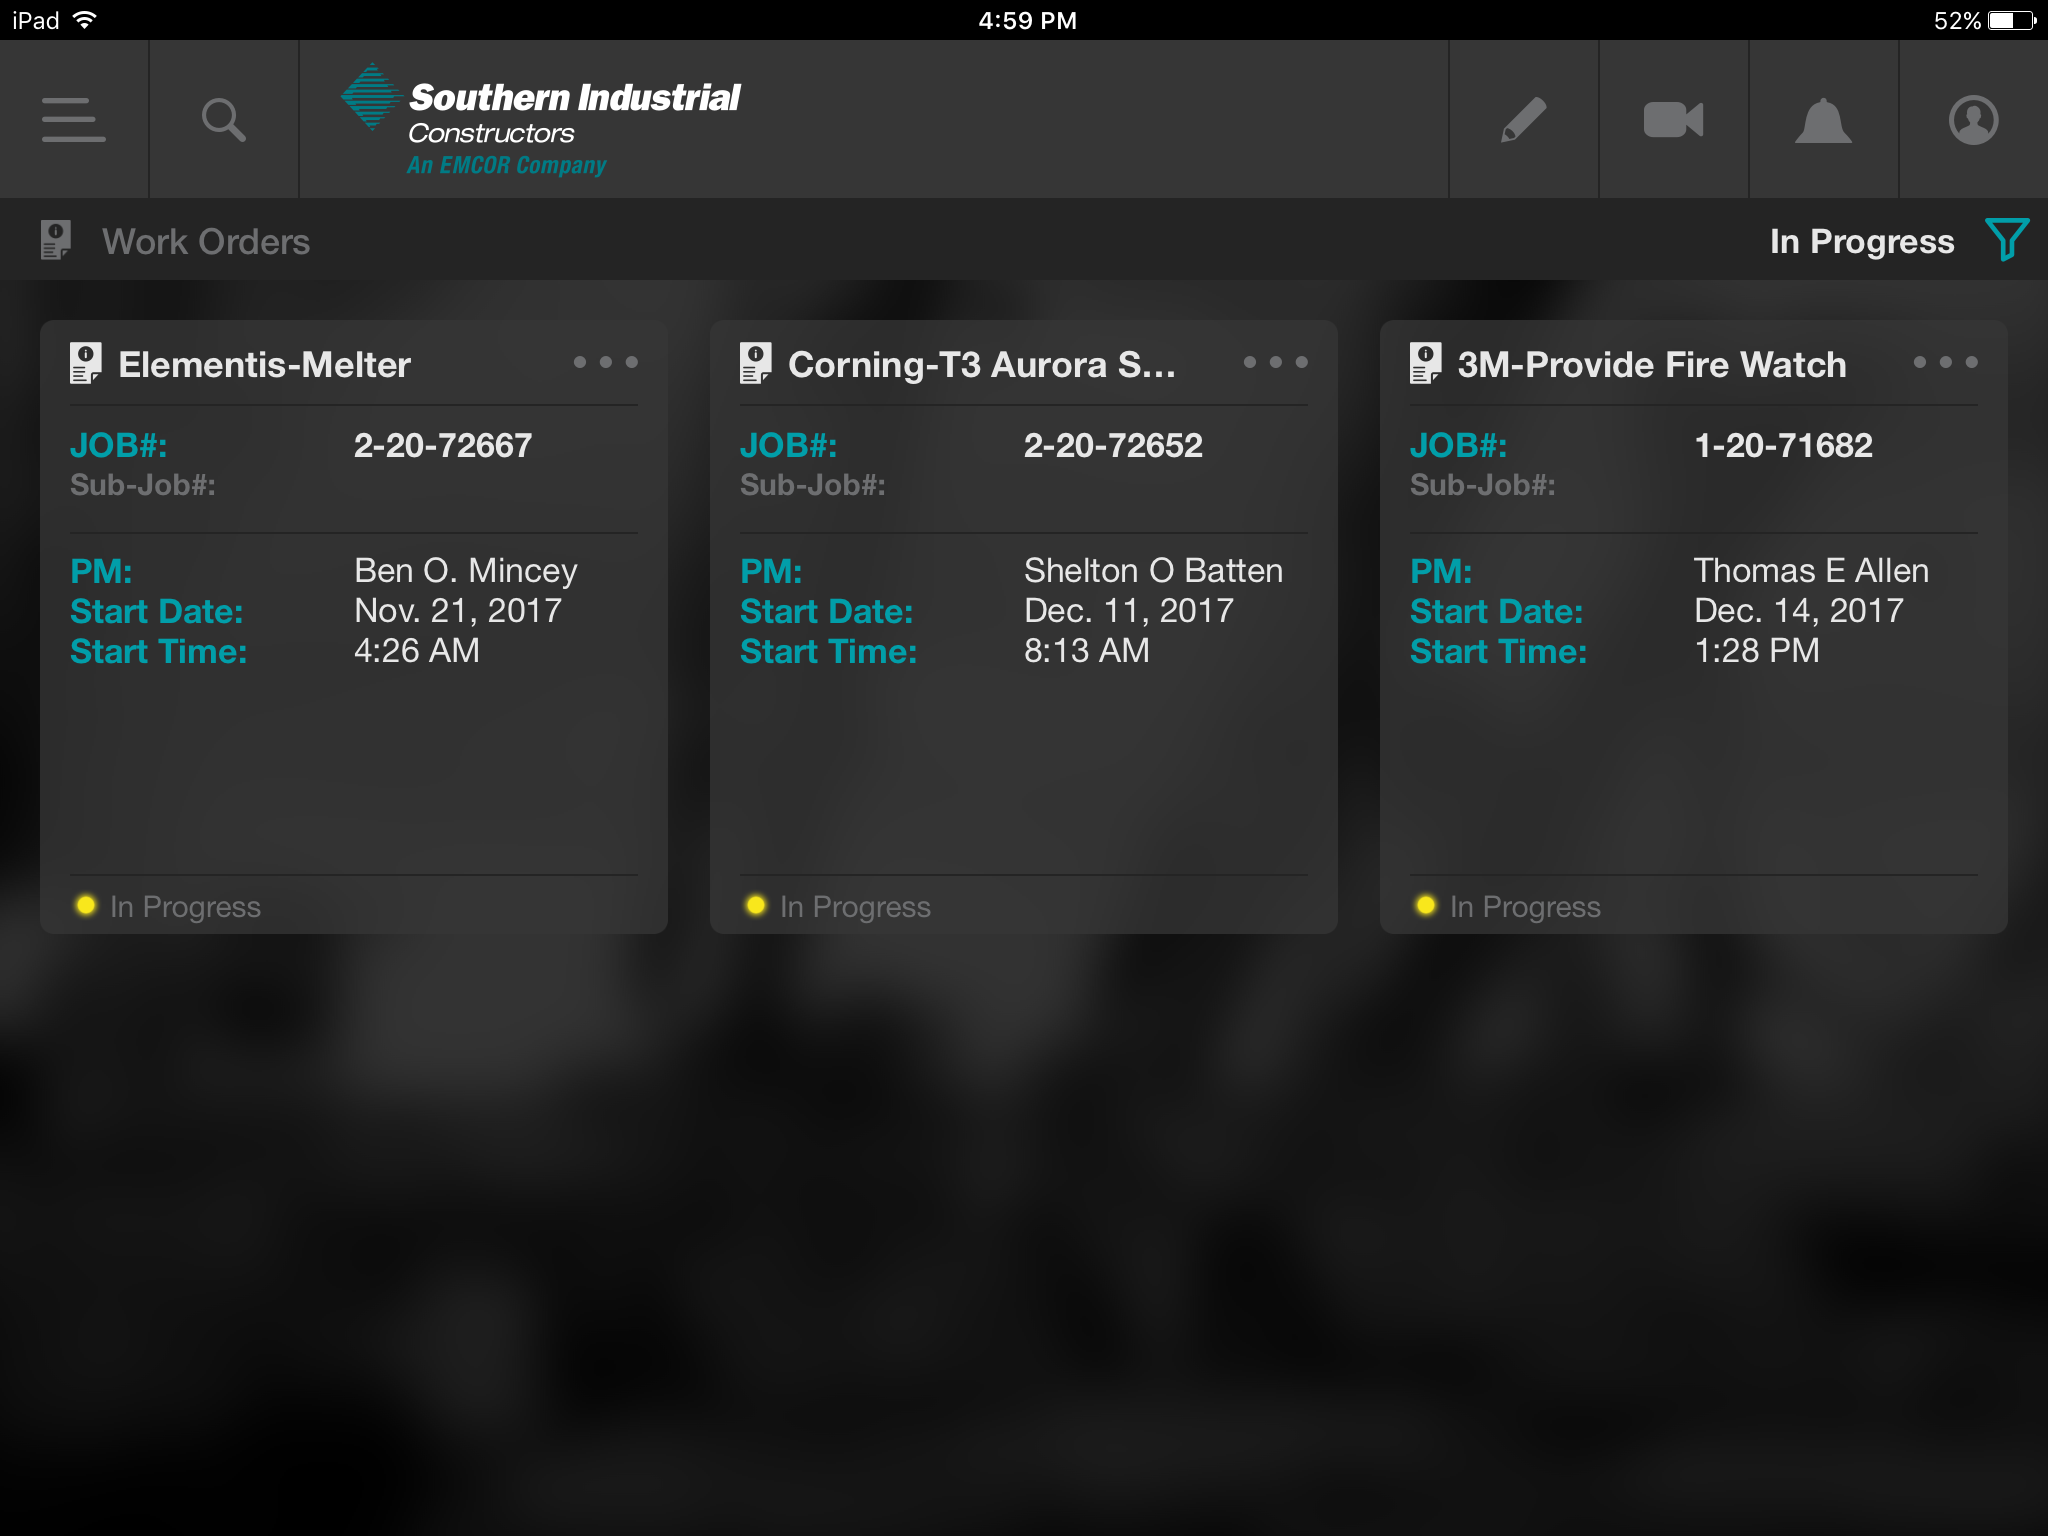 iPad 4:59 PM 52%
Southern Industrial
Constructors
An EMCOR Company
Work Orders In Progress
Elementis-Melter
JOB#: 2-20-72667
Sub-Job#:
PM: Ben O. Mincey
Start Date: Nov. 21, 2017
Start Time: 4:26 AM
In Progress
Corning-T3 Aurora S...
JOB#: 2-20-72652
Sub-Job#:
PM: Shelton O Batten
Start Date: Dec. 11, 2017
Start Time: 8:13 AM
In Progress
3M-Provide Fire Watch
JOB#: 1-20-71682
Sub-Job#:
PM: Thomas E Allen
Start Date: Dec. 14, 2017
Start Time: 1:28 PM
In Progress